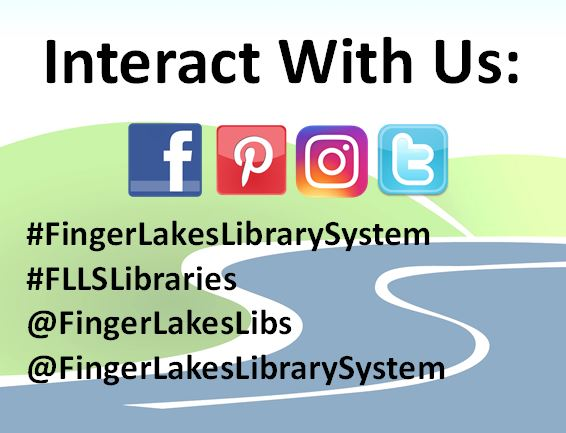 Interact With Us:
#FingerLakesLibrarySystem
#FLLSLibraries
@FingerLakesLibs
@FingerLakesLibrarySystem